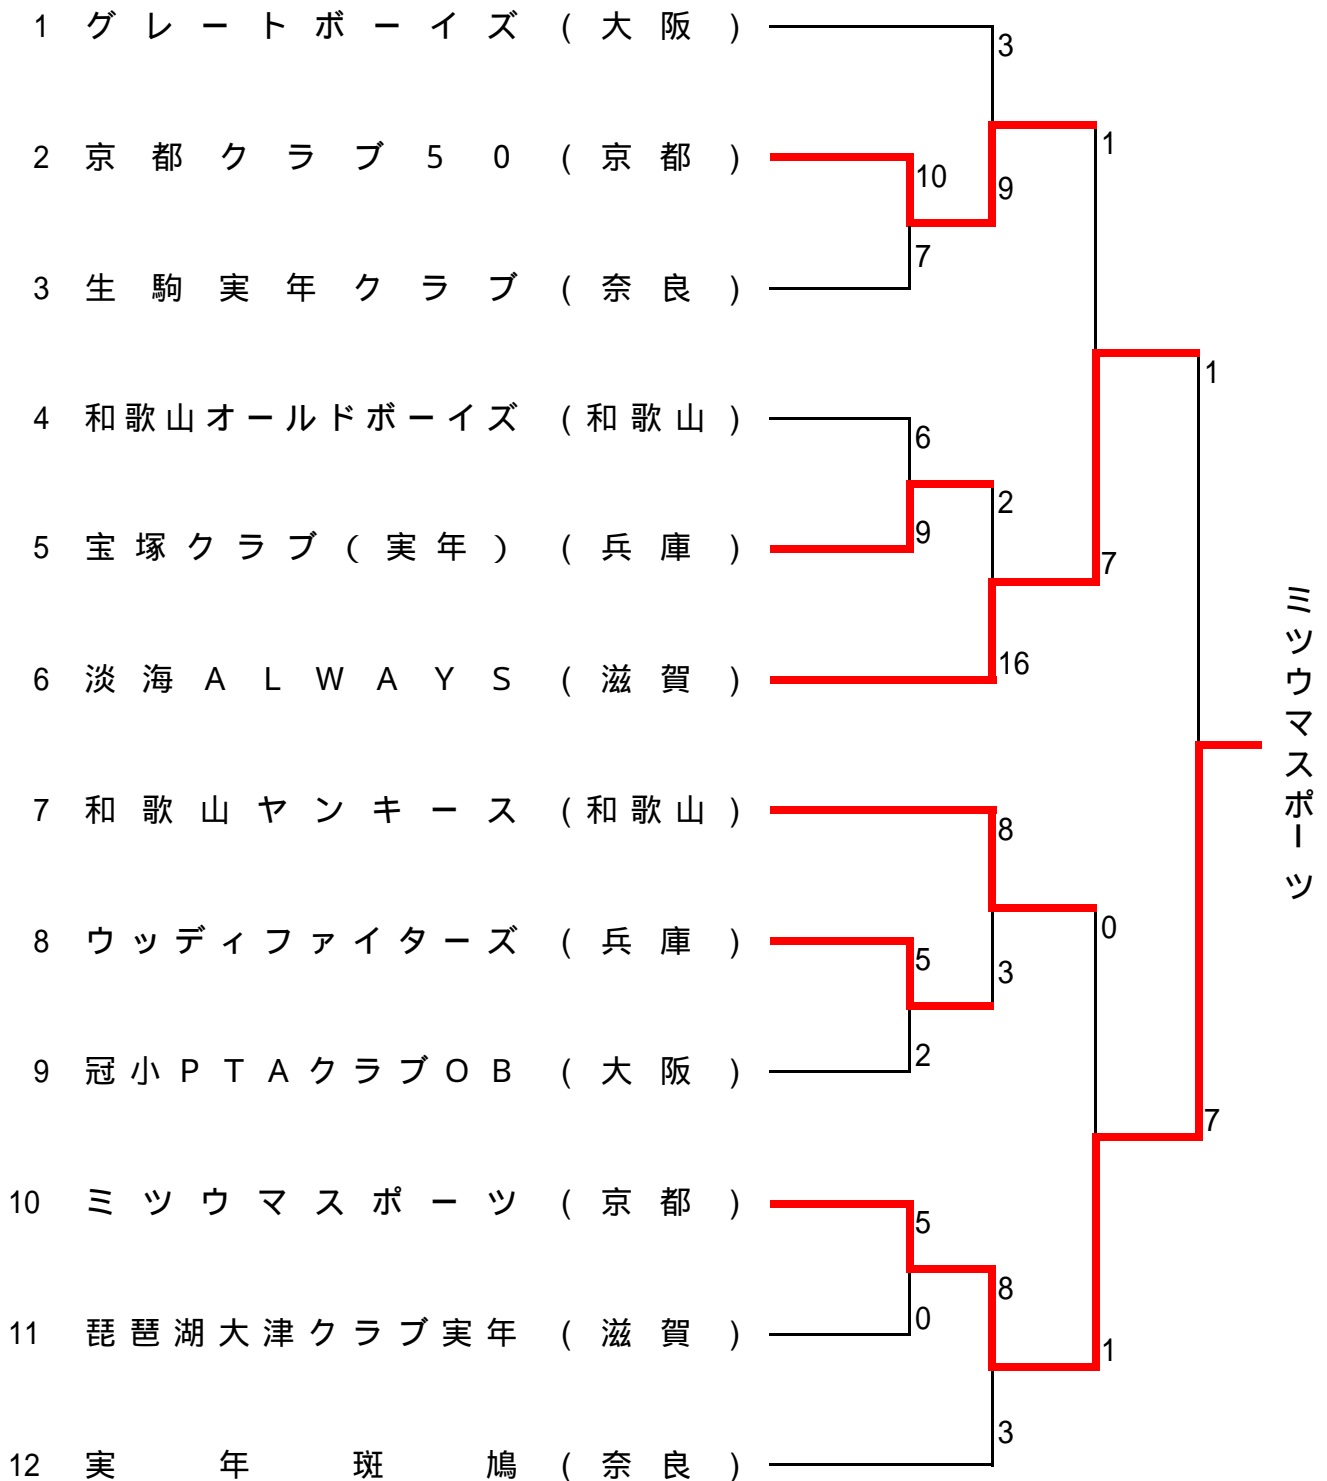 1 グレートボーイズ (大阪)
3
1
2 京都クラブ50 (京都)
10
9
7
3 生駒実年クラブ (奈良)
1
4 和歌山オールドボーイズ (和歌山)
6
2
5 宝塚クラブ(実年) (兵庫)
9
7
6 淡海ALWAYS (滋賀)
16
ミツウマスポーツ
7 和歌山ヤンキース (和歌山)
8
0
8 ウッディファイターズ (兵庫)
5
3
9 冠小PTAクラブOB (大阪)
2
7
10 ミツウマスポーツ (京都)
5
8
11 琵琶湖大津クラブ実年 (滋賀)
0
1
3
12 実年斑鳩 (奈良)